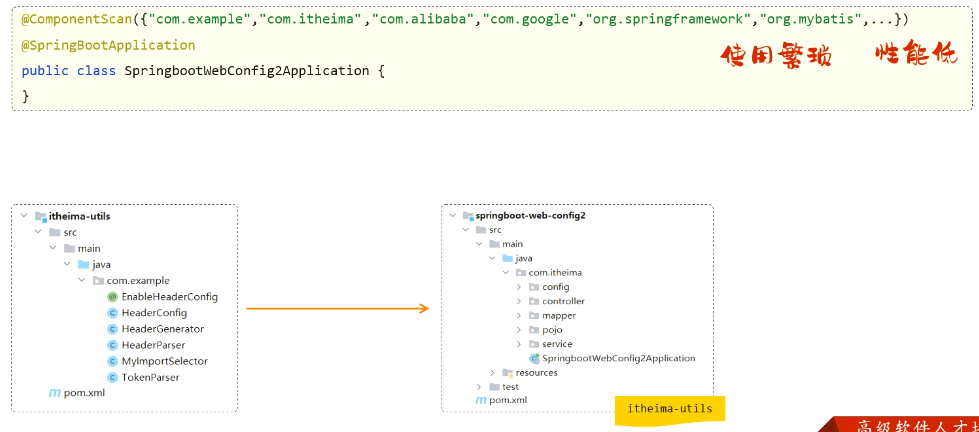 @ComponentScan({"com.example","com.itheima","com.alibaba","com.google","org.springframework","org.mybatis",...})
@SpringBootApplication
public class SpringbootWebConfig2Application {
}
使用繁琐 性能低
itheima-utils
src
main
java
com.example
EnableHeaderConfig
HeaderConfig
HeaderGenerator
HeaderParser
MyImportSelector
TokenParser
pom.xml
springboot-web-config2
src
main
java
com.itheima
config
controller
mapper
pojo
service
SpringbootWebConfig2Application
resources
test
pom.xml
itheima-utils
高级软件人才